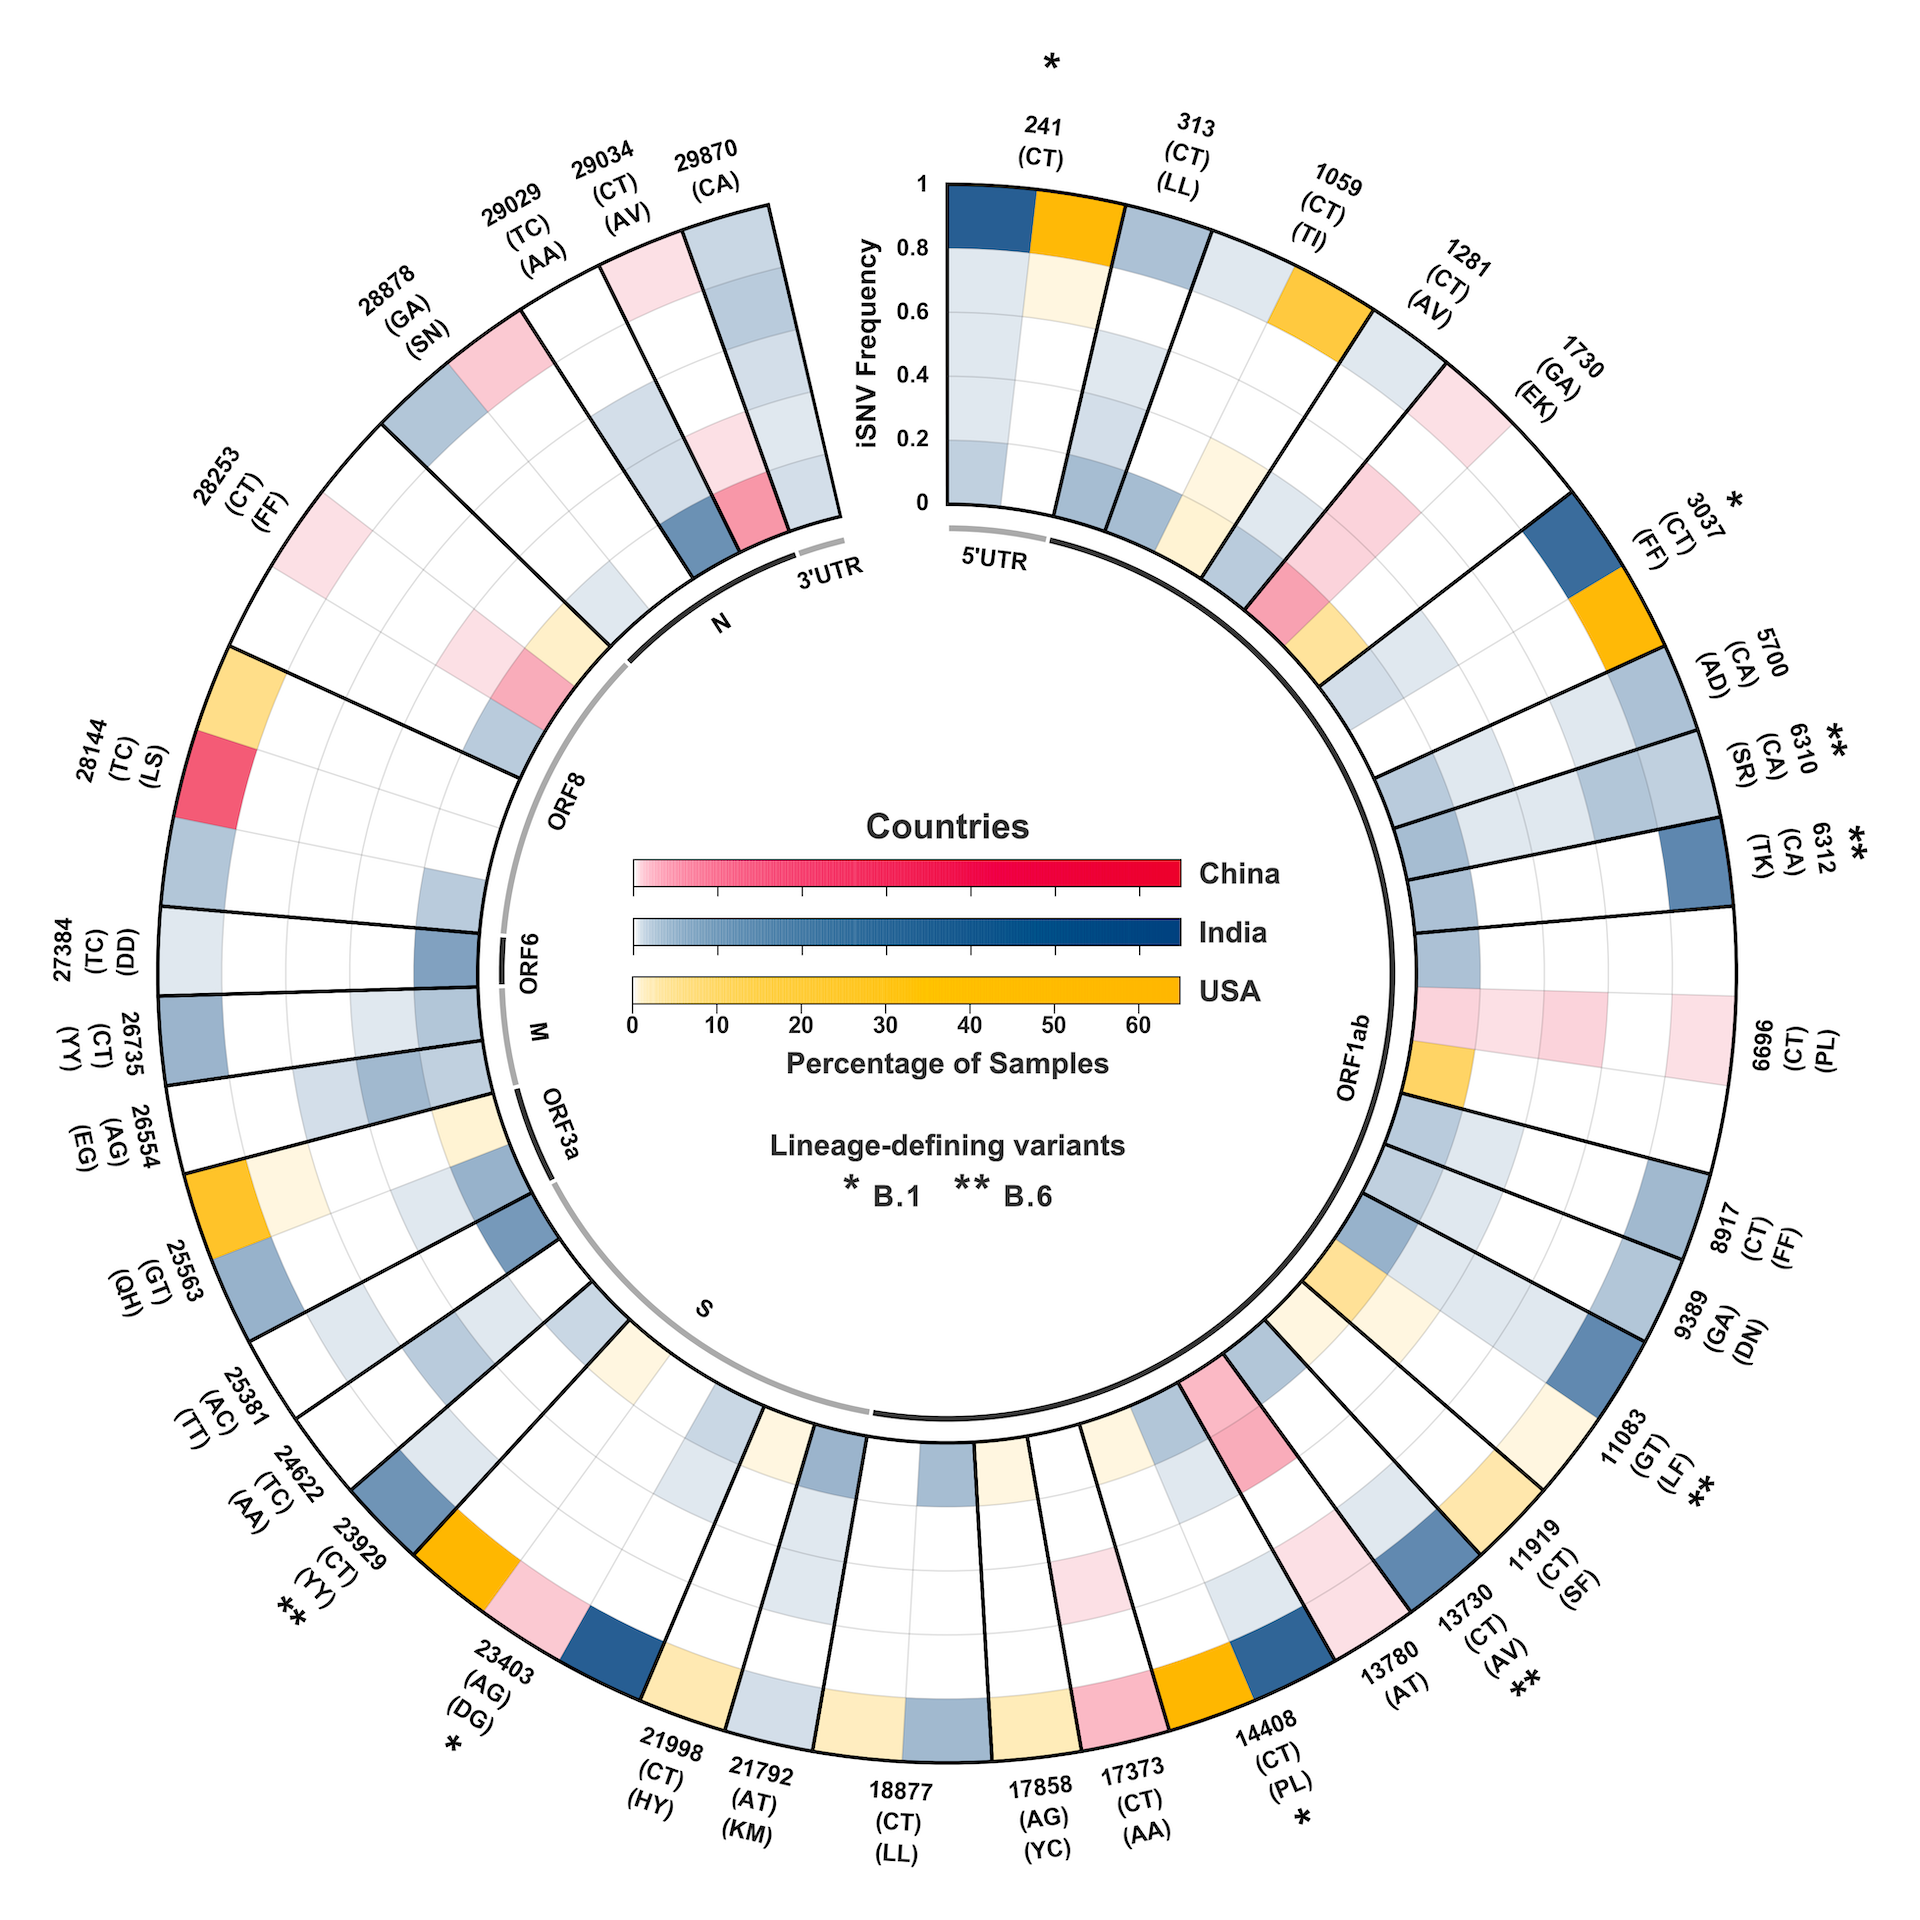 *
241
(CT)
313
(CT)
(LL)
1059
(CT)
(TI)
1281
(CT)
(AV)
1730
(GA)
(EK)
*
3037
(CT)
(FF)
5700
(CA)
(AD)
**
6310
(CA)
(SR)
**
6312
(CA)
(TK)
6696
(CT)
(PL)
8917
(CT)
(FF)
9389
(GA)
(DN)
11083
(GT)
(LF)
**
11919
(CT)
(SF)
13730
(CT)
(AV)
**
13780
(AT)
14408
(CT)
(PL)
*
17373
(CT)
(AA)
17858
(AG)
(YC)
18877
(CT)
(LL)
21792
(AT)
(KM)
21998
(CT)
(HY)
23403
(AG)
(DG)
*
23929
(CT)
(YY)
**
24622
(TC)
(AA)
25381
(AC)
(TT)
25563
(GT)
(QH)
26554
(AG)
(EG)
26735
(CT)
(YY)
27384
(TC)
(DD)
28144
(TC)
(LS)
28253
(CT)
(FF)
28878
(GA)
(SN)
29029
(TC)
(AA)
29034
(CT)
(AV)
29870
(CA)
iSNV Frequency
1
0.8
0.6
0.4
0.2
0
5'UTR
ORF1ab
S
ORF3a
M
ORF6
ORF8
N
3'UTR
Countries
China
India
USA
0 10 20 30 40 50 60
Percentage of Samples
Lineage-defining variants
* B.1 ** B.6